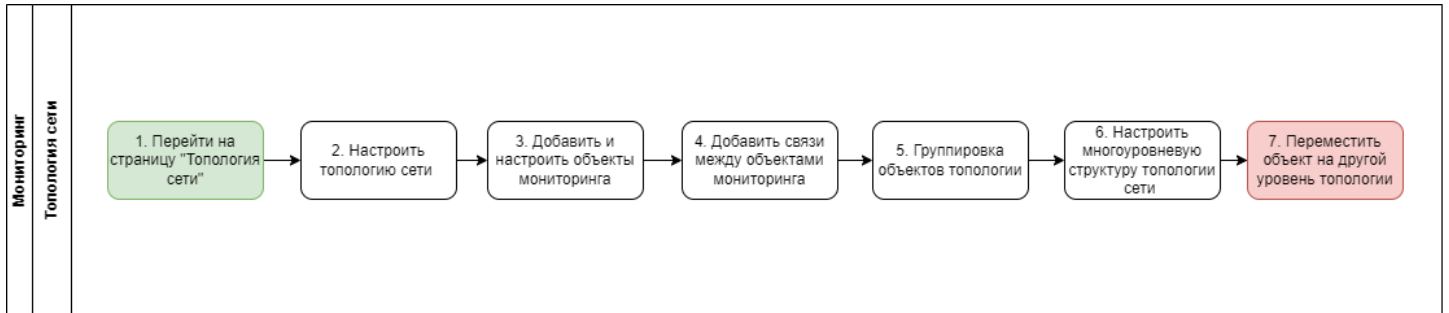 Мониторинг
Топология сети
1. Перейти на
страницу "Топология
сети"
2. Настроить
топологию сети
3. Добавить и
настроить объекты
мониторинга
4. Добавить связи
между объектами
мониторинга
5. Группировка
объектов топологии
6. Настроить
многоуровневую
структуру топологии
сети
7. Переместить
объект на другой
уровень топологии